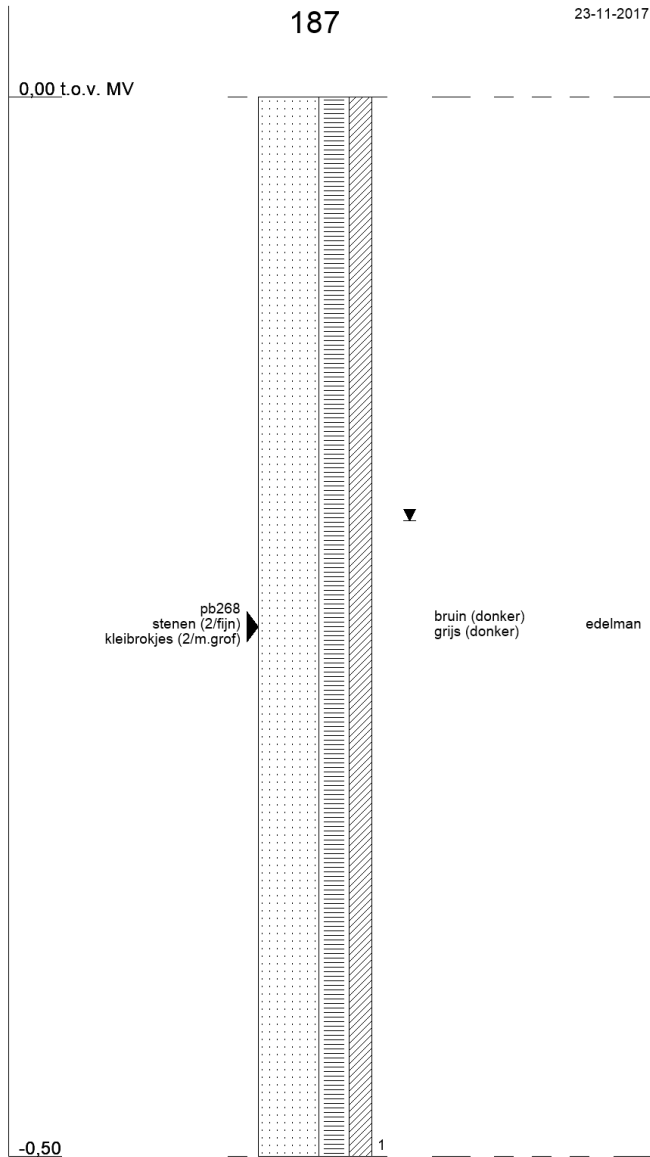 187
23-11-2017
0,00 t.o.v. MV
pb268
stenen (2/fijn)
kleibrokjes (2/m.grof)
bruin (donker)
grijs (donker)
edelman
1
-0,50